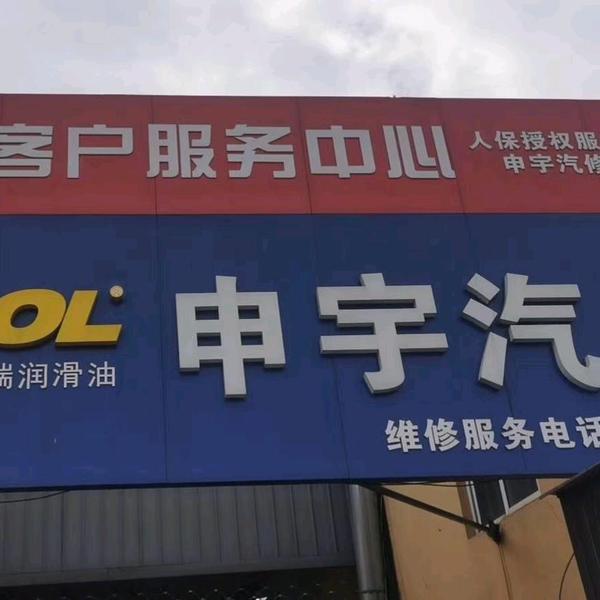 客户服务中心
人保授权服
申宇汽修
OL
瑞润滑油
申宇汽
维修服务电话